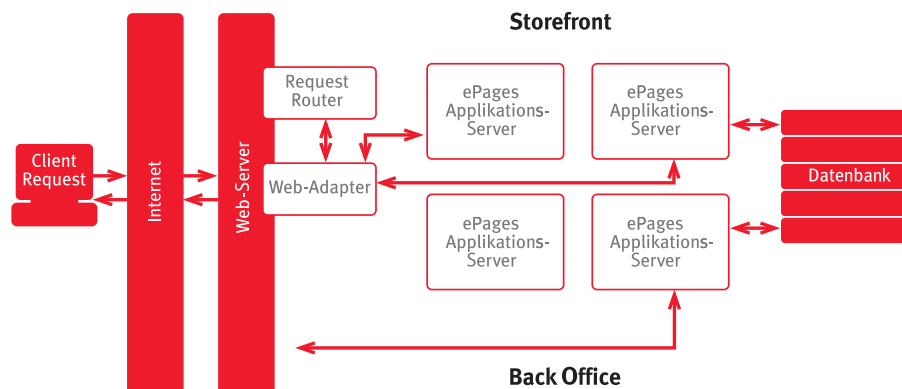 Storefront
Request
Router
ePages
Applikations-
Server
ePages
Applikations-
Server
Client
Request
Internet
Web-Server
Web-Adapter
Datenbank
ePages
Applikations-
Server
ePages
Applikations-
Server
Back Office